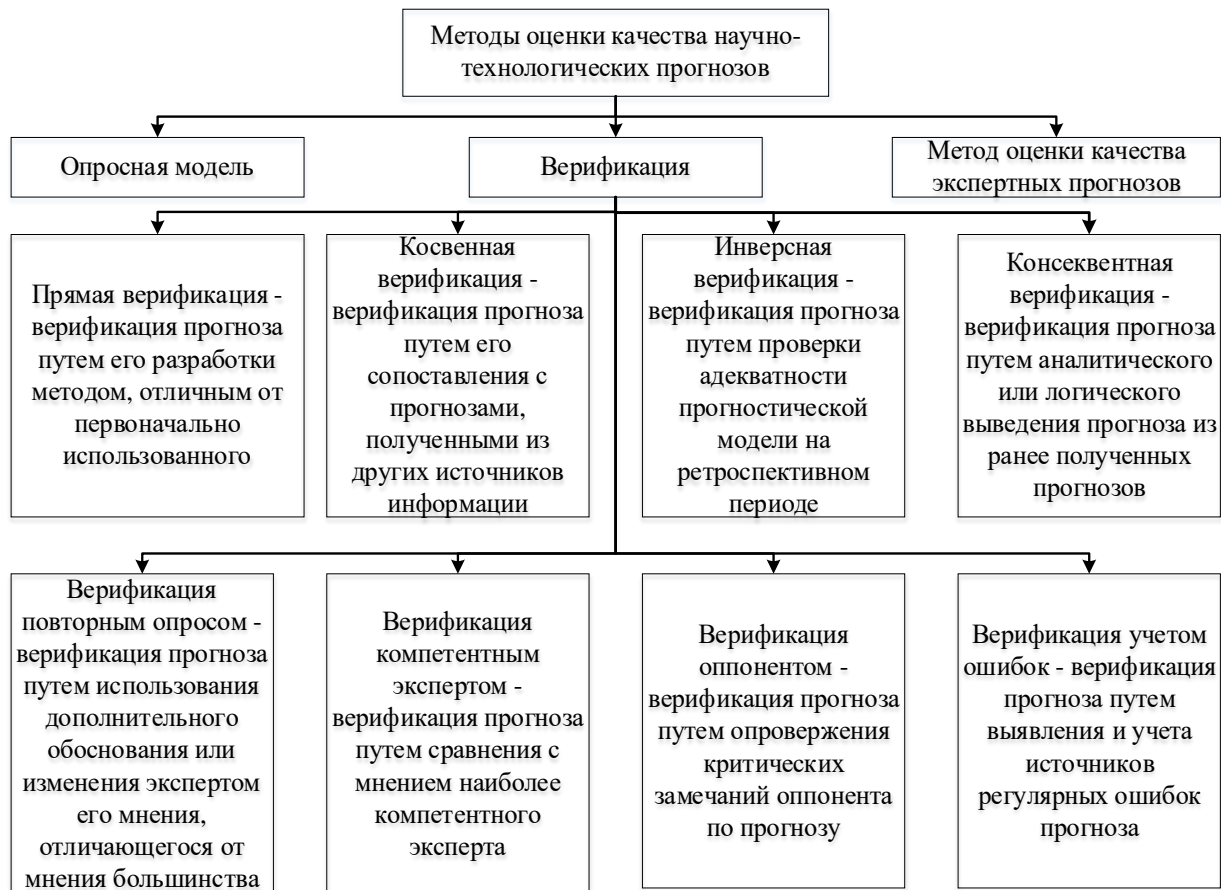 Методы оценки качества научно-
технологических прогнозов
Опросная модель
Верификация
Метод оценки качества
экспертных прогнозов
Прямая верификация -
верификация прогноза
путем его разработки
методом, отличным от
первоначально
использованного
Косвенная
верификация -
верификация прогноза
путем его
сопоставления с
прогнозами,
полученными из
других источников
информации
Инверсная
верификация -
верификация прогноза
путем проверки
адекватности
прогностической
модели на
ретроспективном
периоде
Консеквентная
верификация -
верификация прогноза
путем аналитического
или логического
выведения прогноза из
ранее полученных
прогнозов
Верификация
повторным опросом -
верификация прогноза
путем использования
дополнительного
обоснования или
изменения экспертом
его мнения,
отличающегося от
мнения большинства
Верификация
компетентным
экспертом -
верификация прогноза
путем сравнения с
мнением наиболее
компетентного
эксперта
Верификация
оппонентом -
верификация прогноза
путем опровержения
критических
замечаний оппонента
по прогнозу
Верификация учетом
ошибок - верификация
прогноза путем
выявления и учета
источников
регулярных ошибок
прогноза